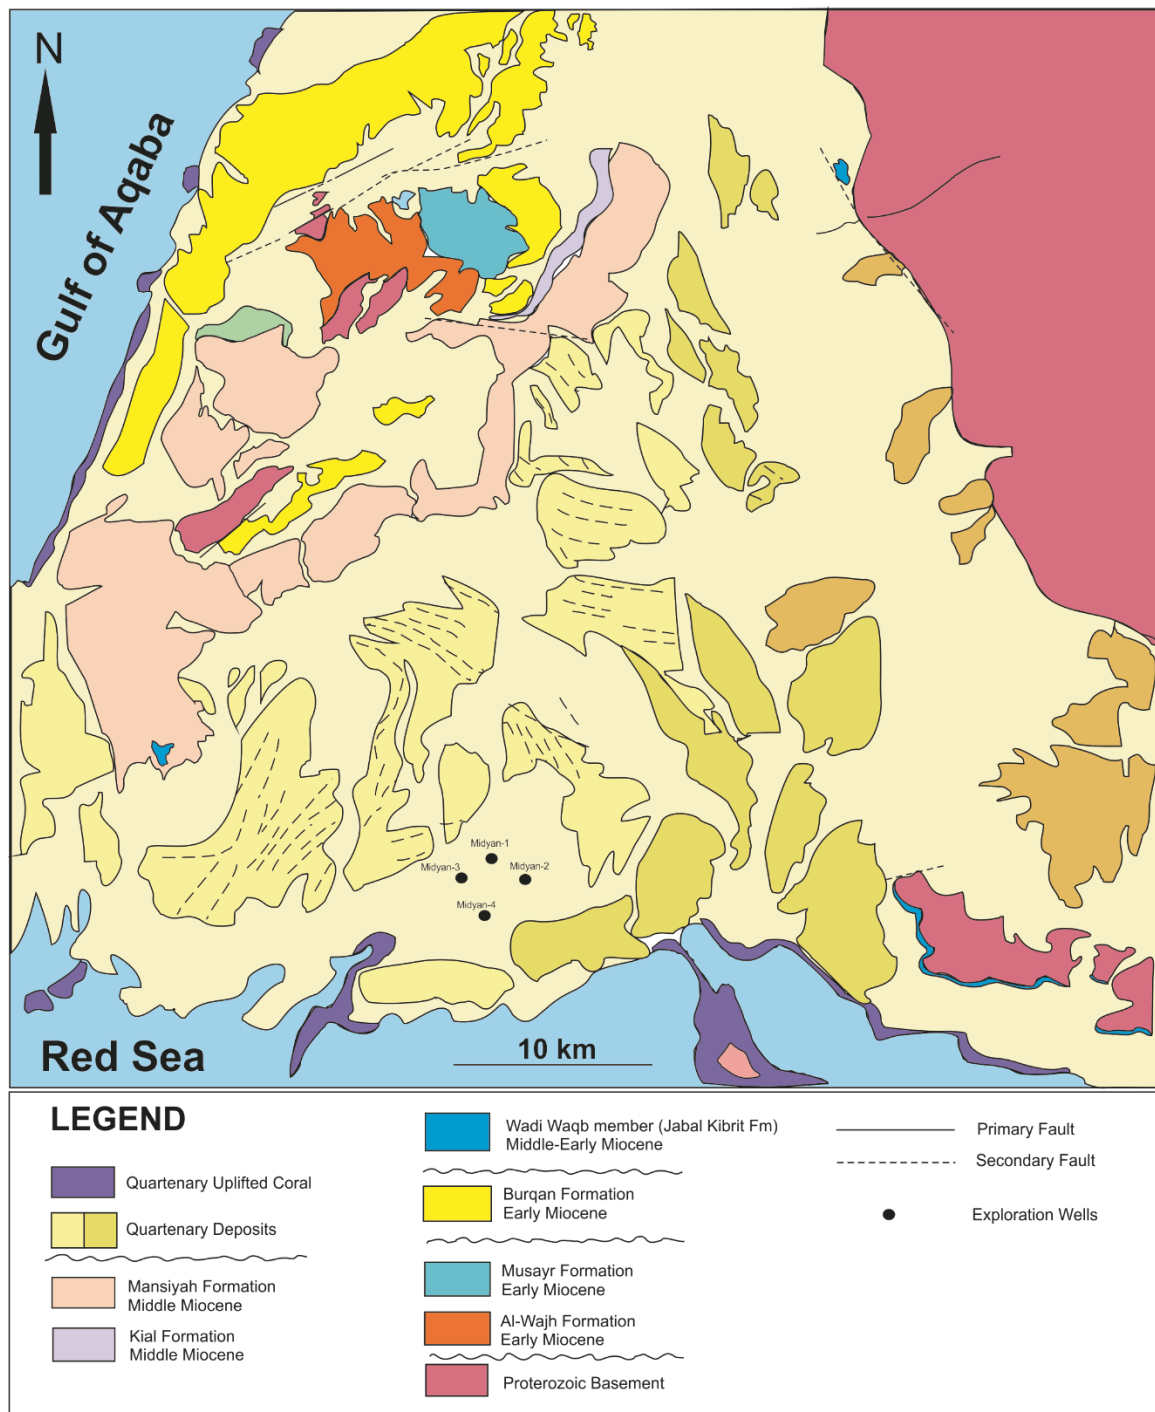 N
Gulf of Aqaba
Midyan-1
Midyan-3
Midyan-2
Midyan-4
Red Sea
10 km
LEGEND
Quartenary Uplifted Coral
Quartenary Deposits
Mansiyah Formation
Middle Miocene
Kial Formation
Middle Miocene
Wadi Waqb member (Jabal Kibrit Fm)
Middle-Early Miocene
Burqan Formation
Early Miocene
Musayr Formation
Early Miocene
Al-Wajh Formation
Early Miocene
Proterozoic Basement
Primary Fault
Secondary Fault
Exploration Wells